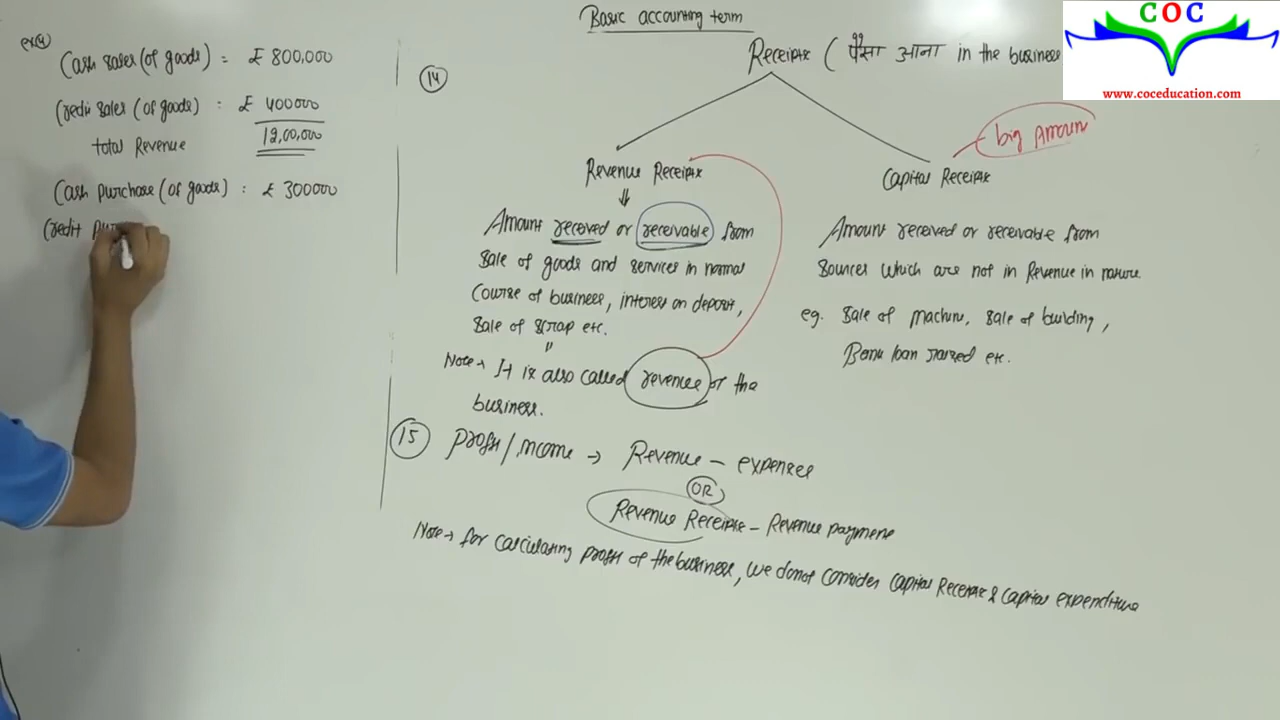 Basic accounting term
ex(4)
Cash sales (of goods) : £ 800,000
Credit sales (of goods) : £ 400000
total Revenue 12,00,000
Cash purchase (of goods) : £ 300000
Credit pur
14
Receipts ( पैसा आना in the business
Revenue Receipts
Amount received or receivable from
sale of goods and services in normal
course of business, interest on deposit,
sale of scrap etc.
Note → It is also called revenue of the
business.
big Amount
Capital Receipts
Amount received or receivable from
sources which are not in Revenue in nature.
eg. sale of machine, sale of building,
Bank loan raised etc.
15 Profit/income → Revenue - expenses
OR
Revenue Receipts - Revenue payment
Note → for calculating profit of the business, we do not consider capital Receipts & capital expenditure
COC
www.coceducation.com